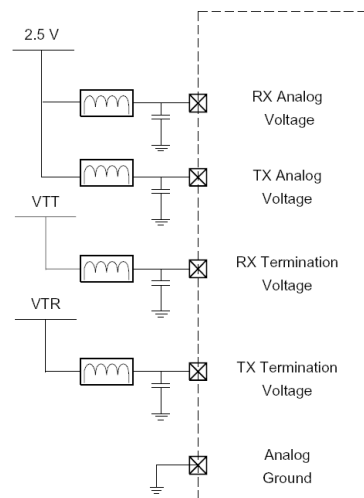 2.5 V
RX Analog
Voltage
TX Analog
Voltage
VTT
RX Termination
Voltage
VTR
TX Termination
Voltage
Analog
Ground